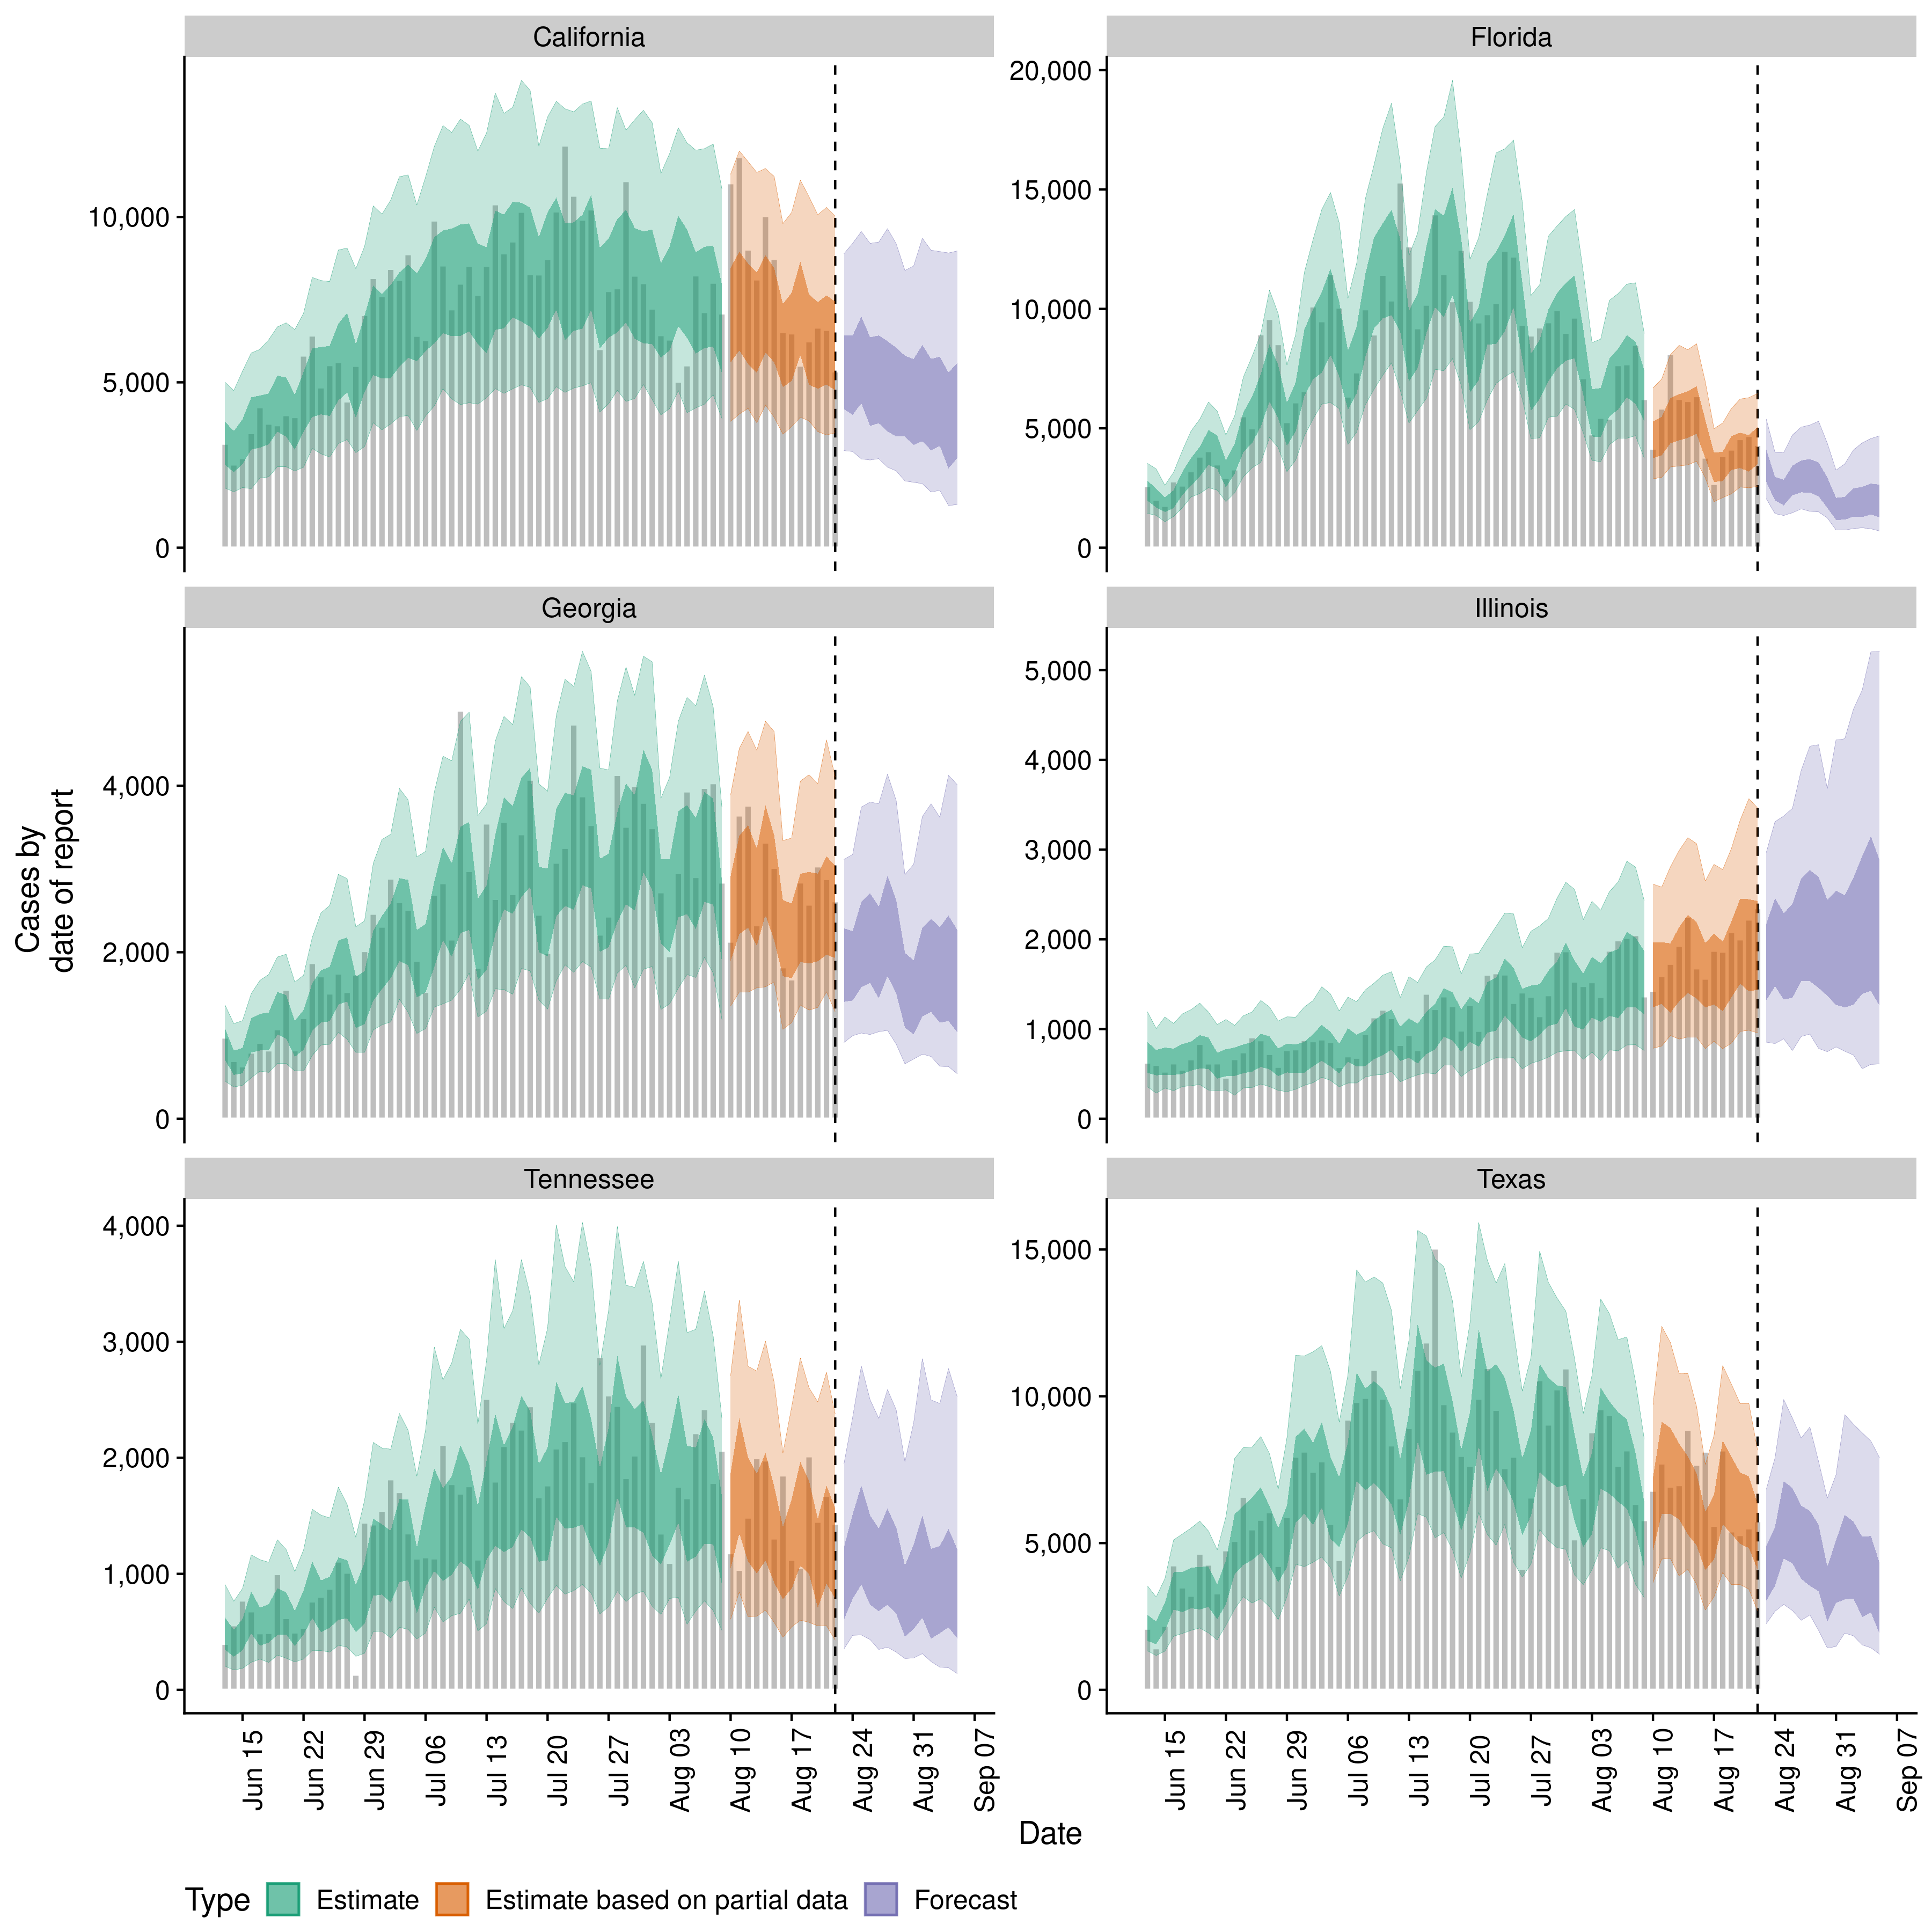 California
Florida
10,000
5,000
0
20,000
15,000
10,000
5,000
0
Georgia
Illinois
4,000
2,000
0
5,000
4,000
3,000
2,000
1,000
0
Cases by
date of report
Tennessee
Texas
4,000
3,000
2,000
1,000
0
15,000
10,000
5,000
0
Jun 15
Jun 22
Jun 29
Jul 06
Jul 13
Jul 20
Jul 27
Aug 03
Aug 10
Aug 17
Aug 24
Aug 31
Sep 07
Jun 15
Jun 22
Jun 29
Jul 06
Jul 13
Jul 20
Jul 27
Aug 03
Aug 10
Aug 17
Aug 24
Aug 31
Sep 07
Date
Type Estimate Estimate based on partial data Forecast